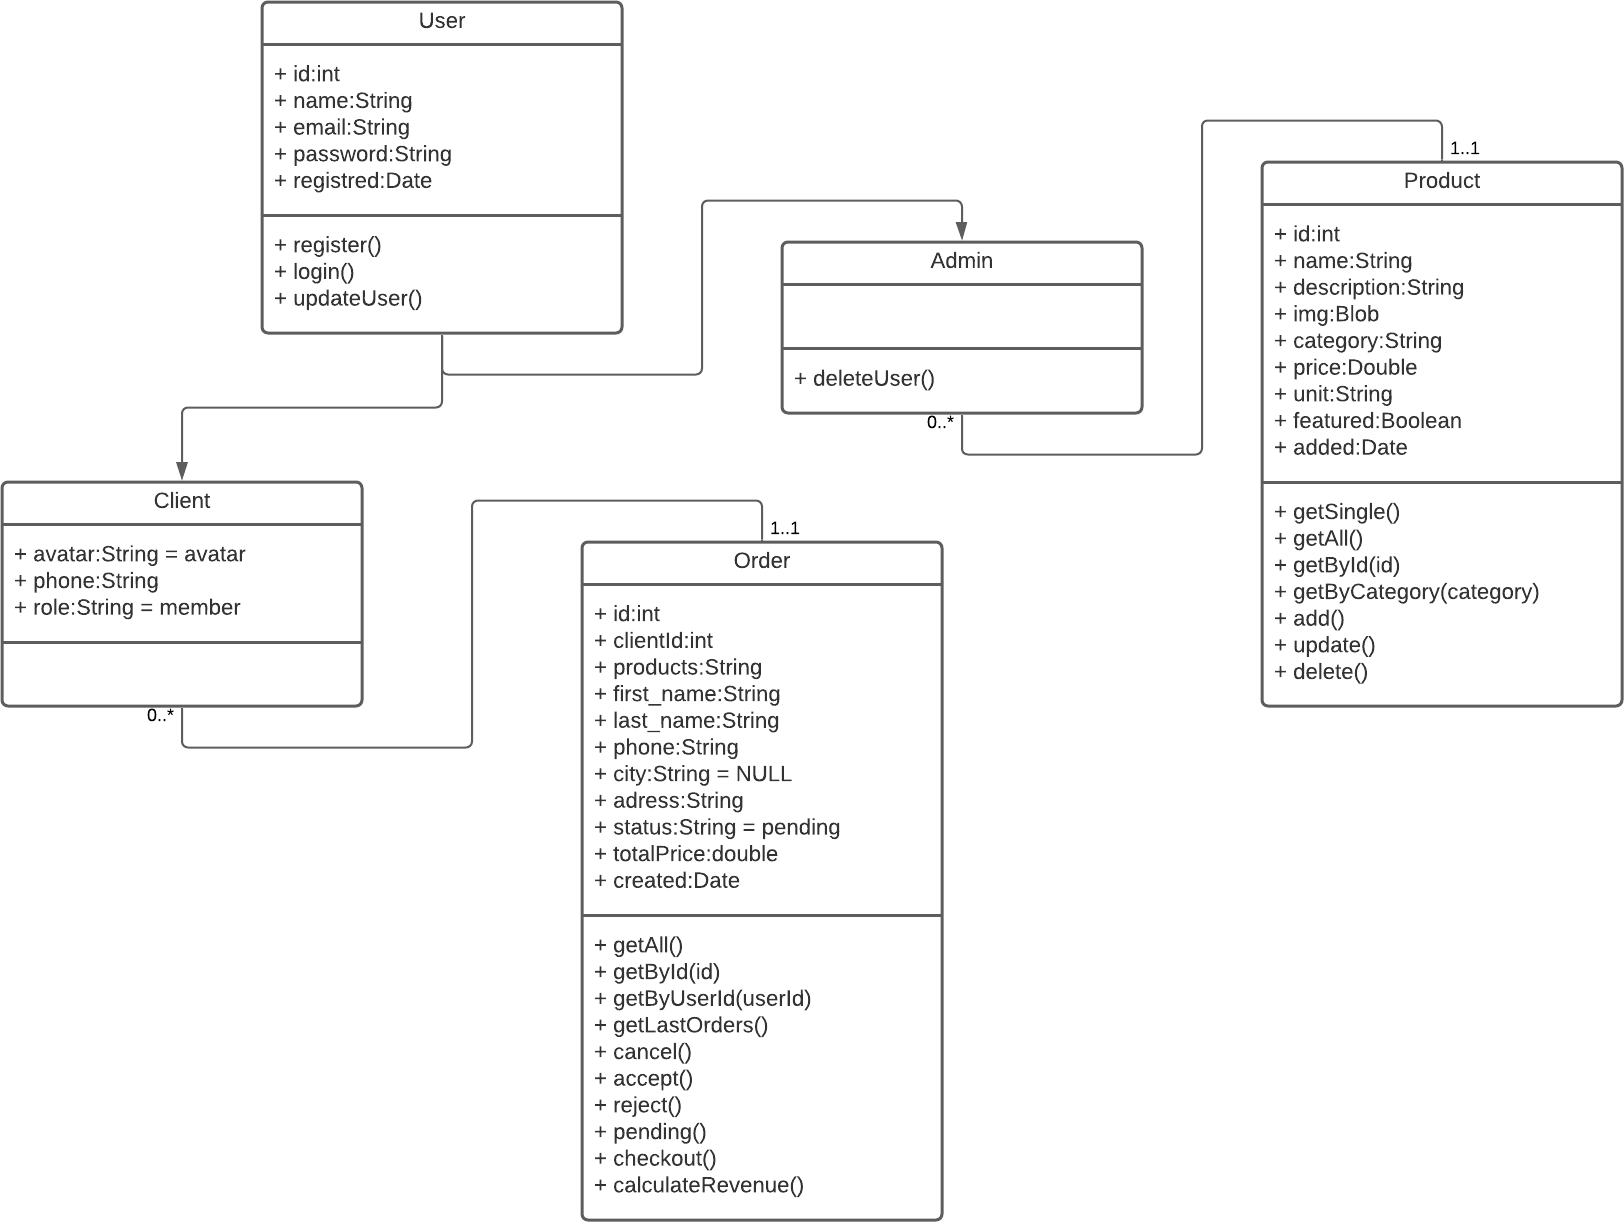 User
+ id:int
+ name:String
+ email:String
+ password:String
+ registred:Date
+ register()
+ login()
+ updateUser()
Admin
+ deleteUser()
0..*
1..1
Product
+ id:int
+ name:String
+ description:String
+ img:Blob
+ category:String
+ price:Double
+ unit:String
+ featured:Boolean
+ added:Date
+ getSingle()
+ getAll()
+ getById(id)
+ getByCategory(category)
+ add()
+ update()
+ delete()
Client
+ avatar:String = avatar
+ phone:String
+ role:String = member
0..*
1..1
Order
+ id:int
+ clientId:int
+ products:String
+ first_name:String
+ last_name:String
+ phone:String
+ city:String = NULL
+ adress:String
+ status:String = pending
+ totalPrice:double
+ created:Date
+ getAll()
+ getById(id)
+ getByUserId(userId)
+ getLastOrders()
+ cancel()
+ accept()
+ reject()
+ pending()
+ checkout()
+ calculateRevenue()